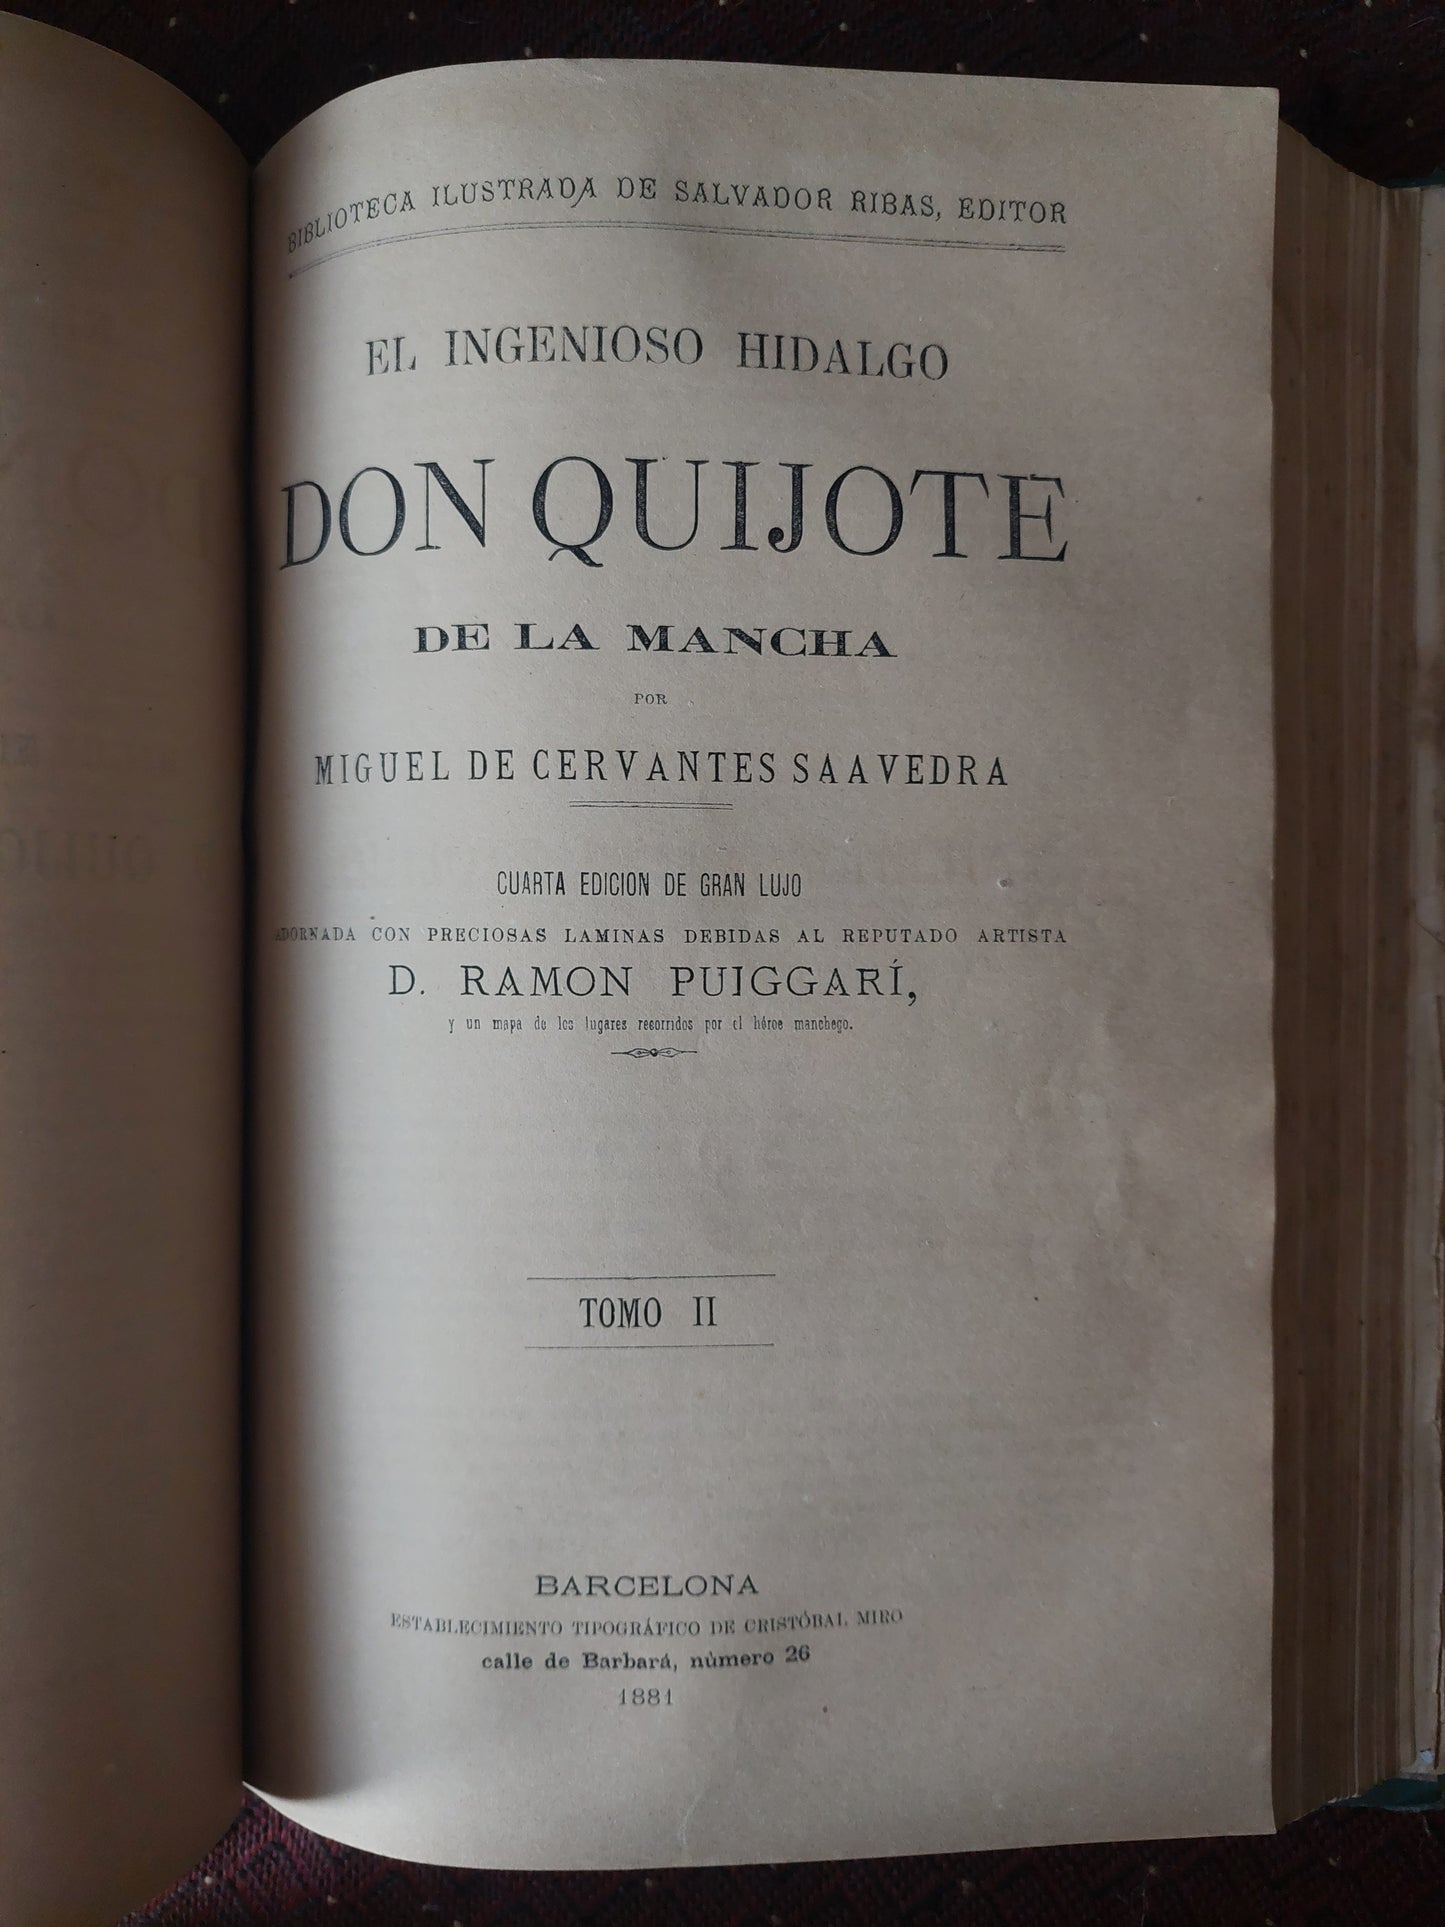 BIBLIOTECA ILUSTRADA DE SALVADOR RIBAS, EDITOR
EL INGENIOSO HIDALGO
DON QUIJOTE
DE LA MANCHA
POR
MIGUEL DE CERVANTES SAAVEDRA
CUARTA EDICION DE GRAN LUJO
ADORNADA CON PRECIOSAS LAMINAS DEBIDAS AL REPUTADO ARTISTA
D. RAMON PUIGGARÍ,
y un mapa de los lugares recorridos por el héroe manchego.
TOMO II
BARCELONA
ESTABLECIMIENTO TIPOGRÁFICO DE CRISTÓBAL MIRO
calle de Barbará, nùmero 26
1881